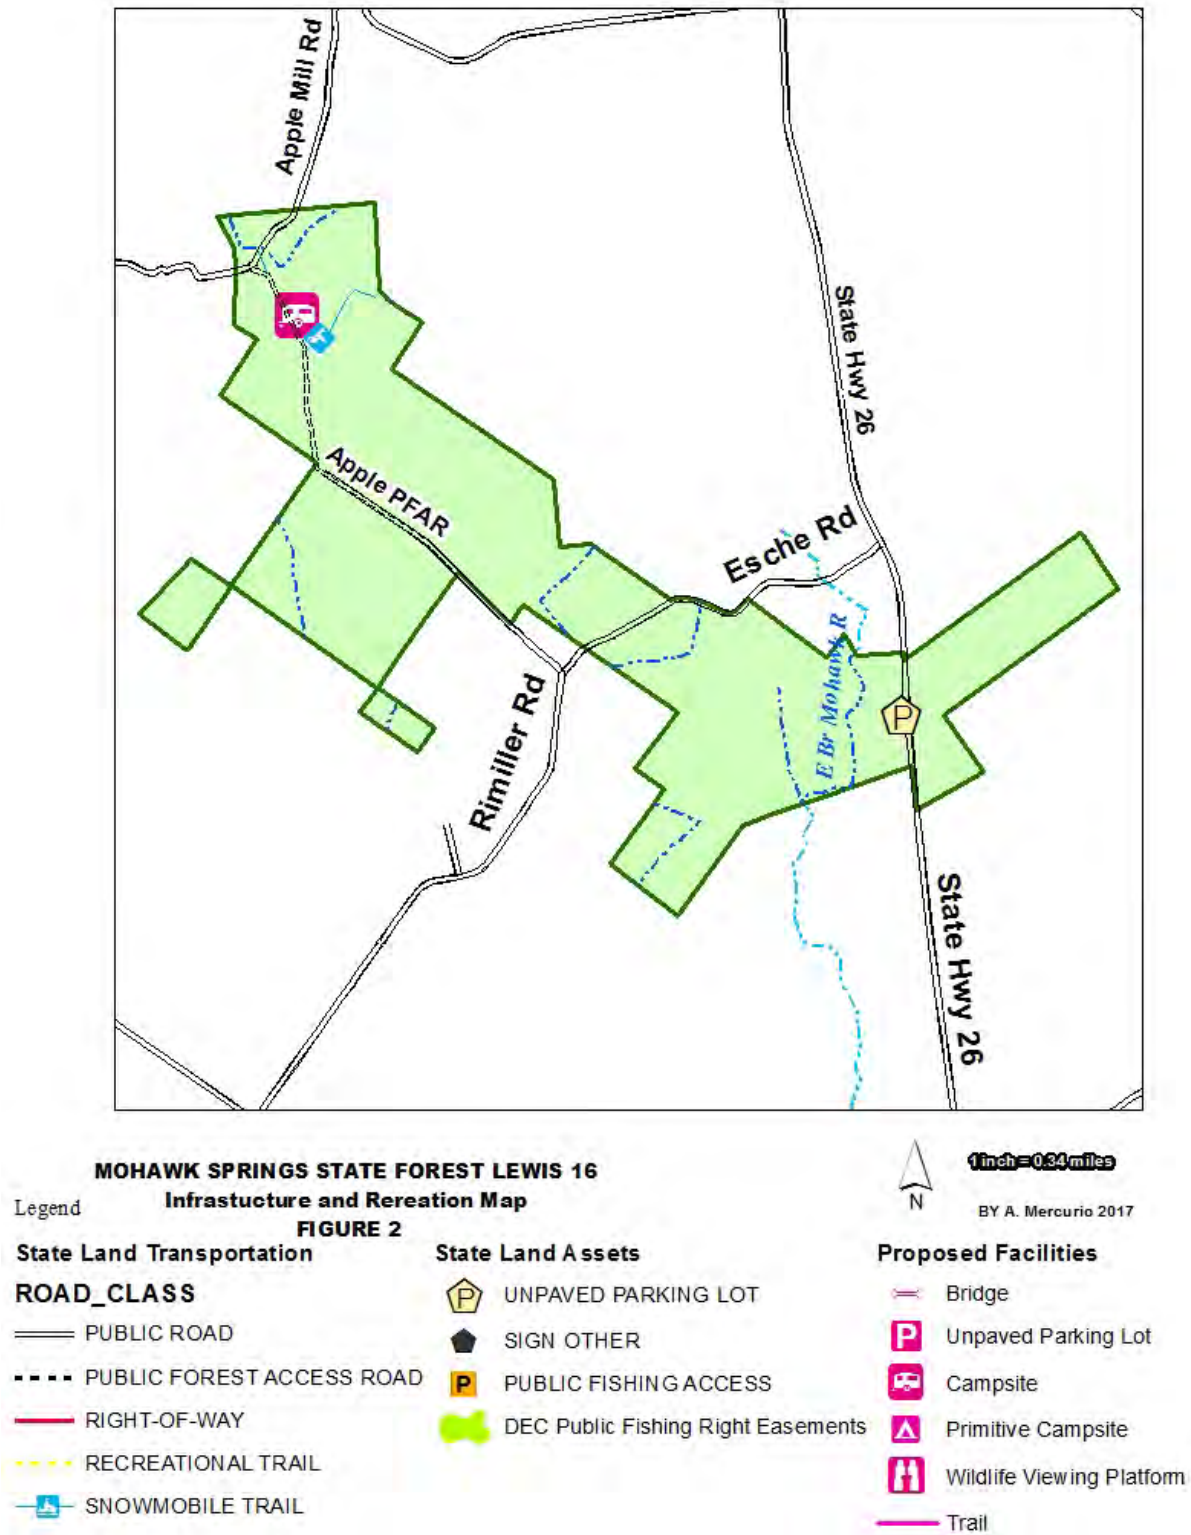 Apple Mill Rd
State Hwy 26
Apple PFAR
Esche Rd
E Br Mohawk R
P
Rimiller Rd
State Hwy 26
MOHAWK SPRINGS STATE FOREST LEWIS 16
Infrastucture and Rereation Map
FIGURE 2
Legend
N
1 inch = 0.34 miles
BY A. Mercurio 2017
State Land Transportation
ROAD_CLASS
PUBLIC ROAD
PUBLIC FOREST ACCESS ROAD
RIGHT-OF-WAY
RECREATIONAL TRAIL
SNOWMOBILE TRAIL
State Land Assets
P UNPAVED PARKING LOT
SIGN OTHER
P PUBLIC FISHING ACCESS
DEC Public Fishing Right Easements
Proposed Facilities
Bridge
P Unpaved Parking Lot
Campsite
Primitive Campsite
Wildlife Viewing Platform
Trail